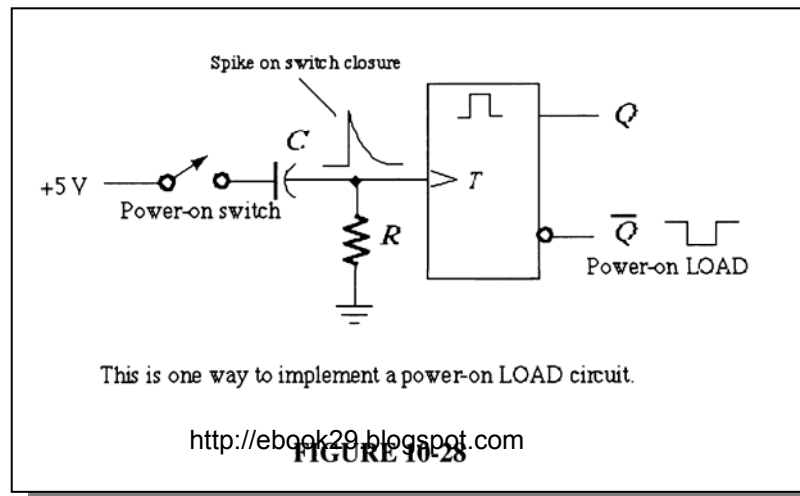 Spike on switch closure
C
Q
+5 V
T
Power-on switch
R
Q̅
Power-on LOAD
This is one way to implement a power-on LOAD circuit.
http://ebook29.blogspot.com
FIGURE 10-28